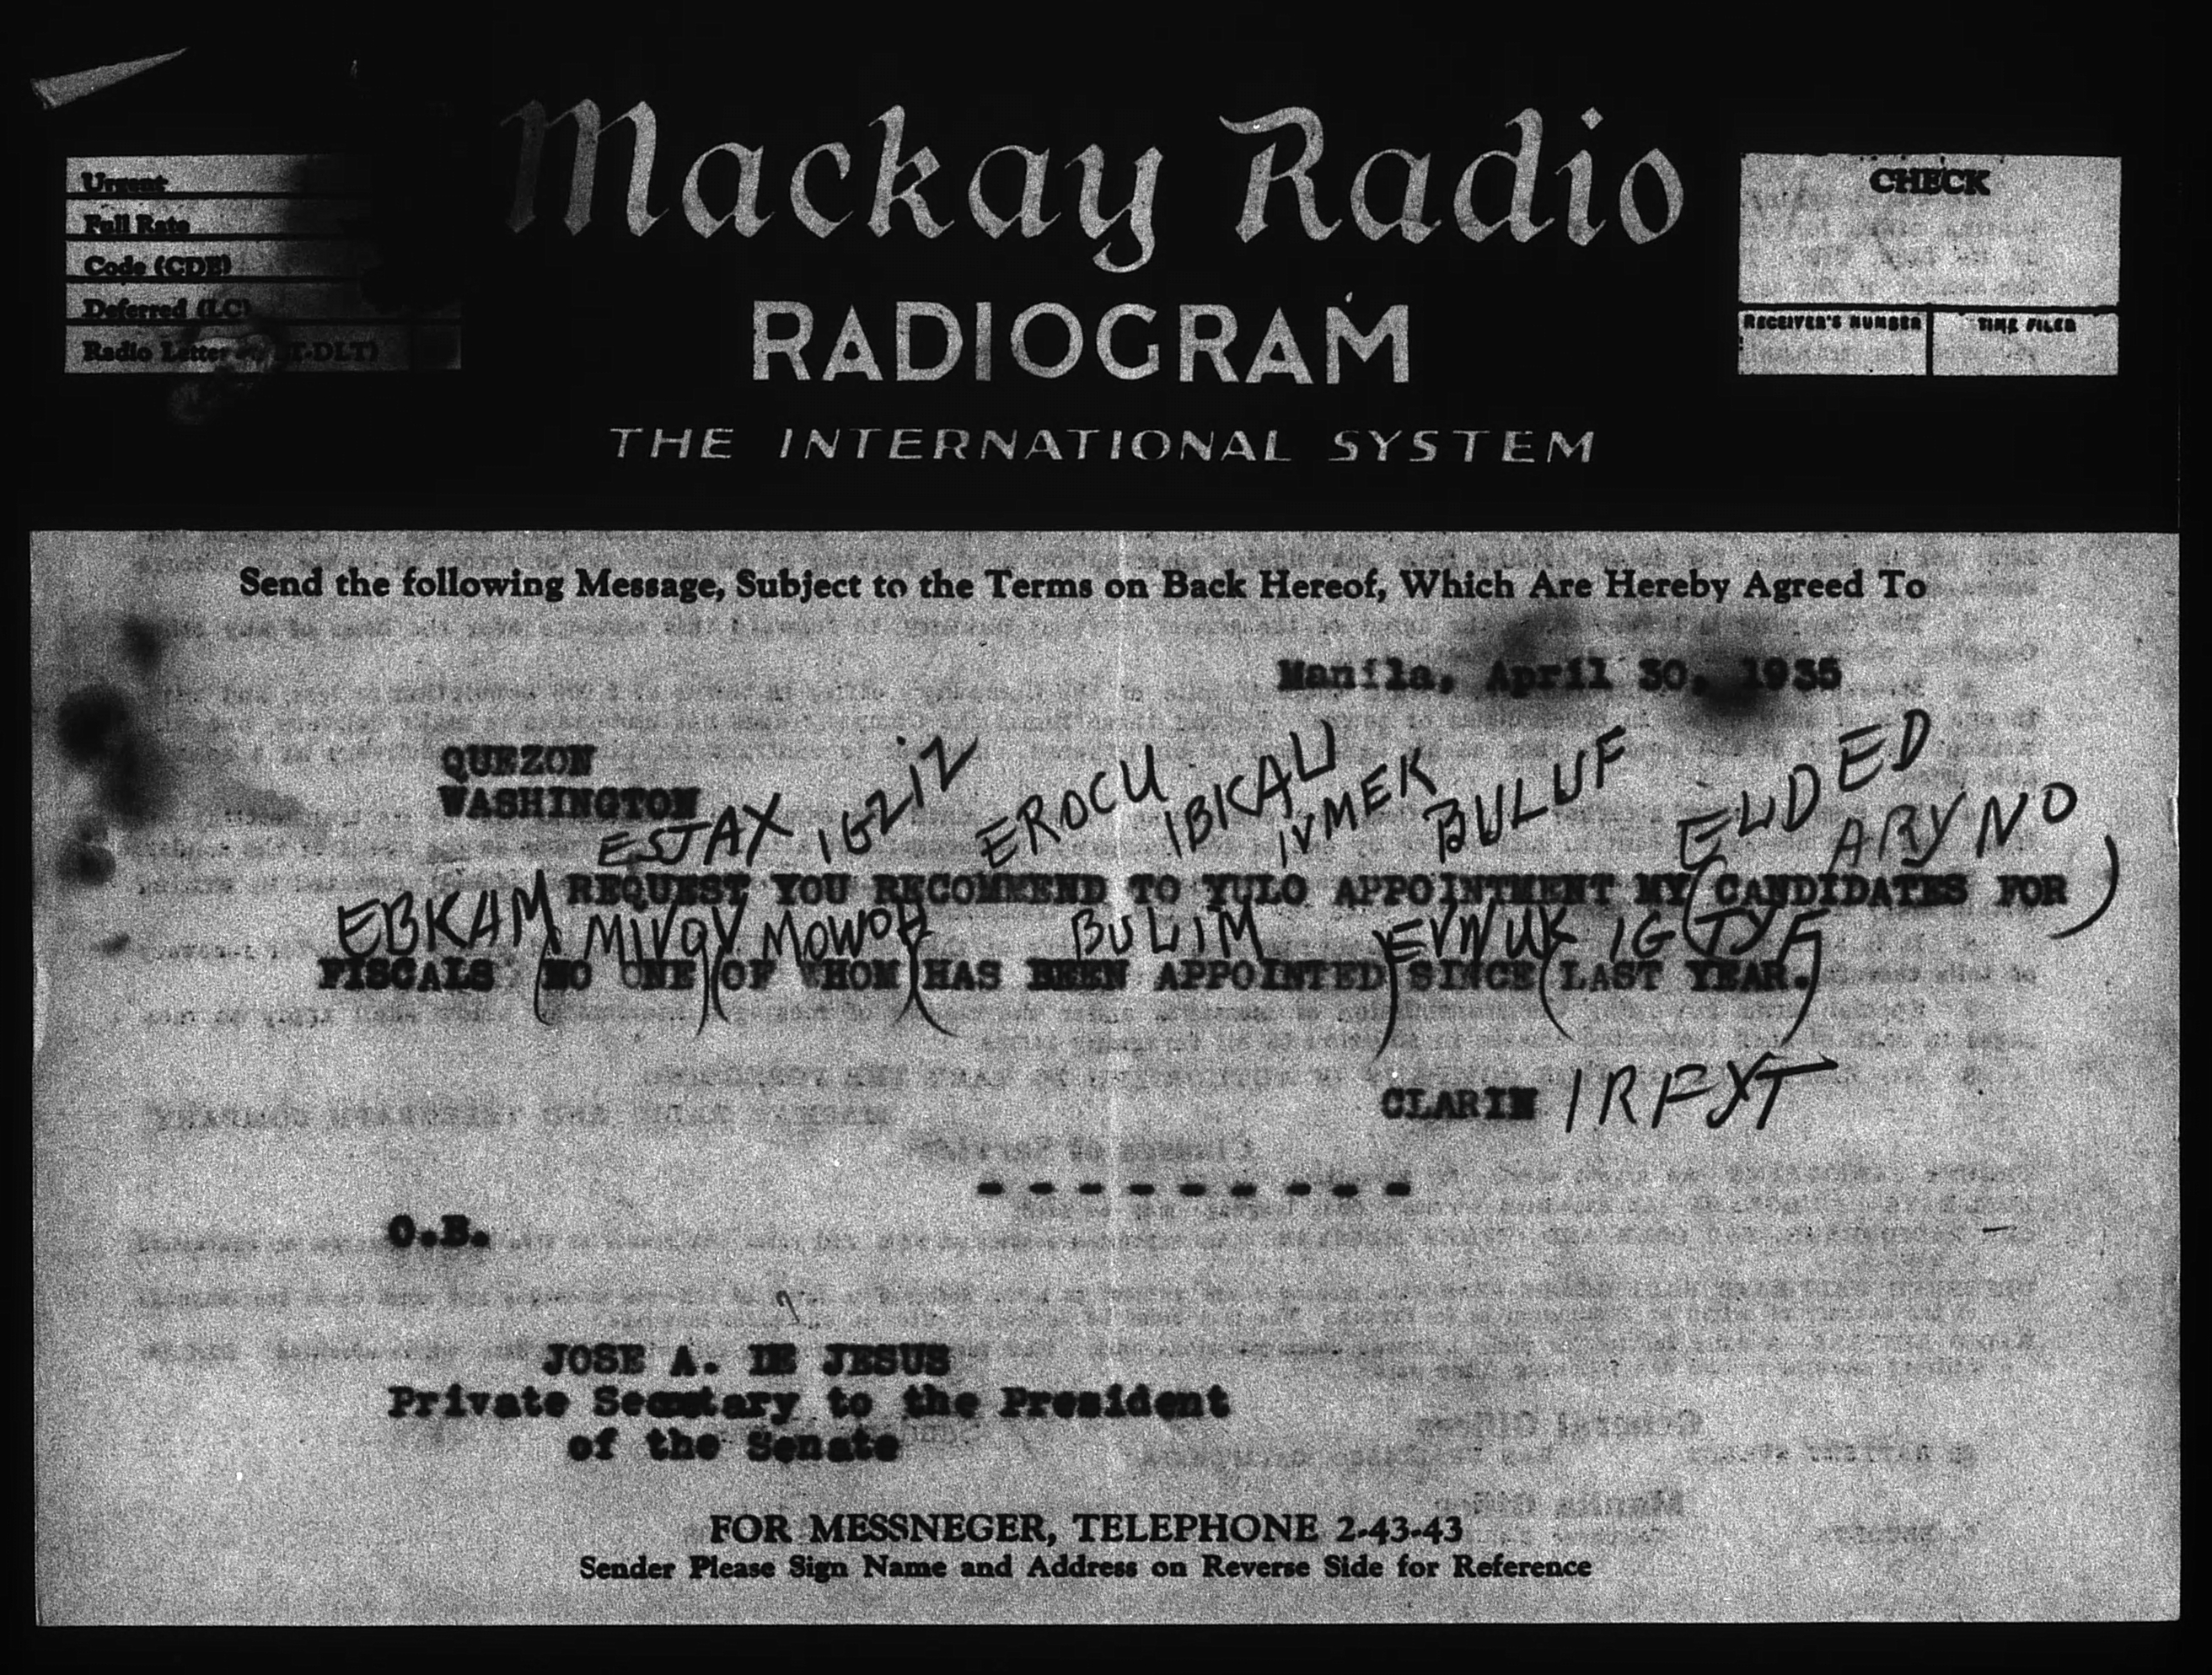 Mackay Radio
RADIOGRAM
THE INTERNATIONAL SYSTEM
Urgent
Full Rate
Code (CDE)
Deferred (LC)
Radio Letter
CHECK
RECEIVER'S NUMBER
TIME FILED
Send the following Message, Subject to the Terms on Back Hereof, Which Are Hereby Agreed To
Manila, April 30, 1935
QUEZON
WASHINGTON
ESJAX IGZIZ EROCU IBKAU IVMEK BULUF ELDED ARYNO
REQUEST YOU RECOMMEND TO YULO APPOINTMENT MY (CANDIDATES FOR)
EBKAM MIVOV MOWOH BULIM EVWUK IGTYF
FISCALS (NO ONE) (OF WHOM (HAS BEEN APPOINTED) SINCE (LAST YEAR.)
CLARIN IRFXT
- - - - - - - - -
O.B.
JOSE A. DE JESUS
Private Secretary to the President
of the Senate
FOR MESSNEGER, TELEPHONE 2-43-43
Sender Please Sign Name and Address on Reverse Side for Reference